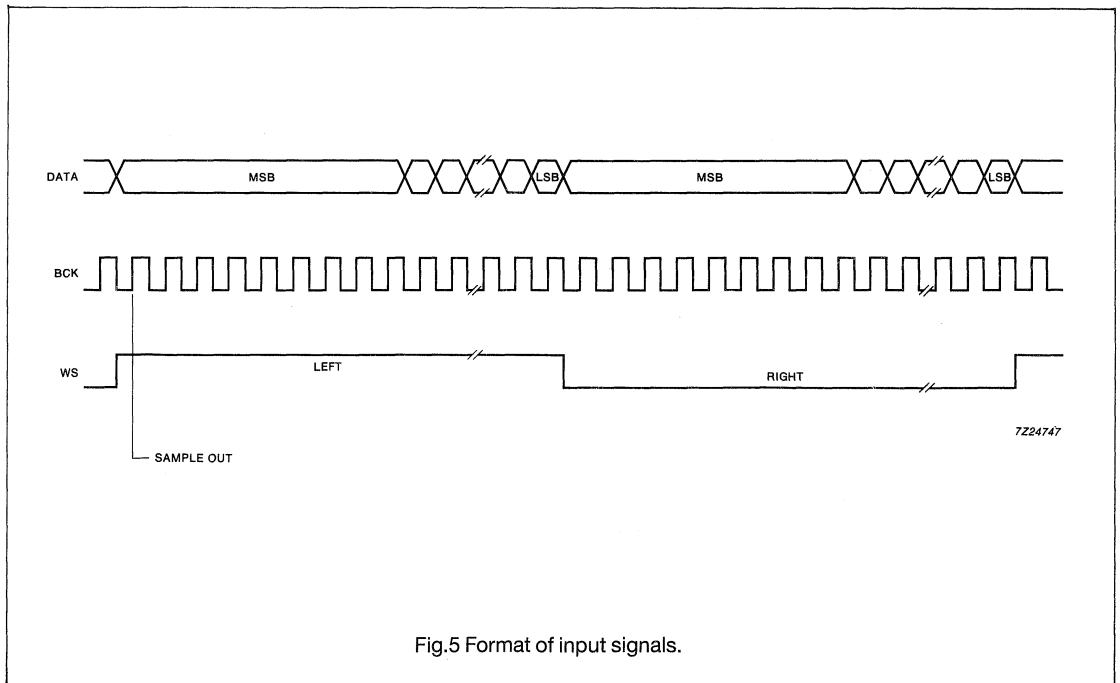 DATA
MSB
LSB
MSB
LSB
BCK
WS
LEFT
RIGHT
7Z24747
SAMPLE OUT
Fig.5 Format of input signals.